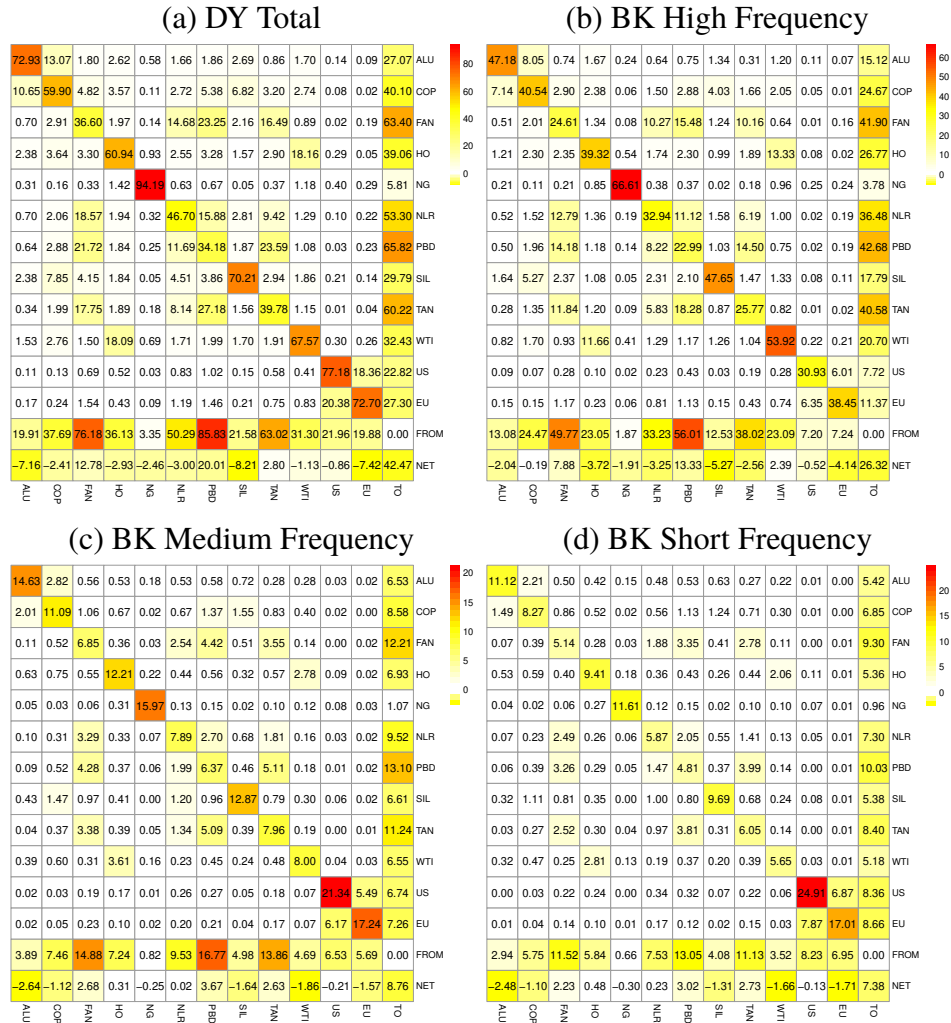 (a) DY Total
72.93 13.07 1.80 2.62 0.58 1.66 1.86 2.69 0.86 1.70 0.14 0.09 27.07 ALU
10.65 59.90 4.82 3.57 0.11 2.72 5.38 6.82 3.20 2.74 0.08 0.02 40.10 COP
0.70 2.91 36.60 1.97 0.14 14.68 23.25 2.16 16.49 0.89 0.02 0.19 63.40 FAN
2.38 3.64 3.30 60.94 0.93 2.55 3.28 1.57 2.90 18.16 0.29 0.05 39.06 HO
0.31 0.16 0.33 1.42 94.19 0.63 0.67 0.05 0.37 1.18 0.40 0.29 5.81 NG
0.70 2.06 18.57 1.94 0.32 46.70 15.88 2.81 9.42 1.29 0.10 0.22 53.30 NLR
0.64 2.88 21.72 1.84 0.25 11.69 34.18 1.87 23.59 1.08 0.03 0.23 65.82 PBD
2.38 7.85 4.15 1.84 0.05 4.51 3.86 70.21 2.94 1.86 0.21 0.14 29.79 SIL
0.34 1.99 17.75 1.89 0.19 8.14 27.18 1.56 39.78 1.15 0.01 0.04 60.22 TAN
1.53 2.76 1.50 18.09 0.69 1.71 1.99 1.70 1.91 67.57 0.30 0.26 32.43 WTI
0.11 0.13 0.69 0.52 0.03 0.83 1.02 0.15 0.58 0.41 77.18 18.36 22.82 US
0.17 0.24 1.54 0.43 0.09 1.19 1.46 0.21 0.75 0.83 20.38 72.70 27.30 EU
19.91 37.69 76.18 36.13 3.35 50.29 85.83 21.58 63.02 31.30 21.96 19.88 0.00 FROM
−7.16 −2.41 12.78 −2.93 −2.46 −3.00 20.01 −8.21 2.80 −1.13 −0.86 −7.42 42.47 NET
ALU COP FAN HO NG NLR PBD SIL TAN WTI US EU TO
80
60
40
20
0
(b) BK High Frequency
47.18 8.05 0.74 1.67 0.24 0.64 0.75 1.34 0.31 1.20 0.11 0.07 15.12 ALU
7.14 40.54 2.90 2.38 0.06 1.50 2.88 4.03 1.66 2.05 0.05 0.01 24.67 COP
0.51 2.01 24.61 1.34 0.09 10.27 15.48 1.24 10.16 0.64 0.01 0.16 41.90 FAN
1.21 2.30 2.35 39.32 0.54 1.74 2.30 0.99 1.89 13.33 0.08 0.02 26.77 HO
0.21 0.11 0.21 0.85 66.61 0.38 0.37 0.02 0.18 0.96 0.25 0.24 3.78 NG
0.52 1.52 12.79 1.36 0.19 32.94 11.12 1.58 6.19 1.00 0.02 0.19 36.48 NLR
0.50 1.96 14.18 1.18 0.14 8.22 22.99 1.03 14.50 0.75 0.02 0.19 42.68 PBD
1.64 5.27 2.37 1.08 0.05 2.31 2.10 47.65 1.47 1.33 0.08 0.11 17.79 SIL
0.28 1.35 11.84 1.20 0.09 5.83 18.28 0.87 25.77 0.82 0.01 0.02 40.58 TAN
0.82 1.70 0.93 11.66 0.41 1.29 1.17 1.26 1.04 53.92 0.22 0.21 20.70 WTI
0.09 0.07 0.28 0.10 0.02 0.23 0.43 0.03 0.19 0.28 30.93 6.01 7.72 US
0.15 0.15 1.17 0.23 0.06 0.81 1.13 0.15 0.43 0.74 6.35 38.45 11.37 EU
13.08 24.47 49.77 23.05 1.87 33.23 56.01 12.53 38.02 23.09 7.20 7.24 0.00 FROM
−2.04 −0.19 7.88 −3.72 −1.91 −3.25 13.33 −5.27 −2.56 2.39 −0.52 −4.14 26.32 NET
ALU COP FAN HO NG NLR PBD SIL TAN WTI US EU TO
60
50
40
30
20
10
0
(c) BK Medium Frequency
14.63 2.82 0.56 0.53 0.18 0.53 0.58 0.72 0.28 0.28 0.03 0.02 6.53 ALU
2.01 11.09 1.06 0.67 0.02 0.67 1.37 1.55 0.83 0.40 0.02 0.00 8.58 COP
0.11 0.52 6.85 0.36 0.03 2.54 4.42 0.51 3.55 0.14 0.00 0.02 12.21 FAN
0.63 0.75 0.55 12.21 0.22 0.44 0.56 0.32 0.57 2.78 0.09 0.02 6.93 HO
0.05 0.03 0.06 0.31 15.97 0.13 0.15 0.02 0.10 0.12 0.08 0.03 1.07 NG
0.10 0.31 3.29 0.33 0.07 7.89 2.70 0.68 1.81 0.16 0.03 0.02 9.52 NLR
0.09 0.52 4.28 0.37 0.06 1.99 6.37 0.46 5.11 0.18 0.01 0.02 13.10 PBD
0.43 1.47 0.97 0.41 0.00 1.20 0.96 12.87 0.79 0.30 0.06 0.02 6.61 SIL
0.04 0.37 3.38 0.39 0.05 1.34 5.09 0.39 7.96 0.19 0.00 0.01 11.24 TAN
0.39 0.60 0.31 3.61 0.16 0.23 0.45 0.24 0.48 8.00 0.04 0.03 6.55 WTI
0.02 0.03 0.19 0.17 0.01 0.26 0.27 0.05 0.18 0.07 21.34 5.49 6.74 US
0.02 0.05 0.23 0.10 0.02 0.20 0.21 0.04 0.17 0.07 6.17 17.24 7.26 EU
3.89 7.46 14.88 7.24 0.82 9.53 16.77 4.98 13.86 4.69 6.53 5.69 0.00 FROM
−2.64 −1.12 2.68 0.31 −0.25 0.02 3.67 −1.64 2.63 −1.86 −0.21 −1.57 8.76 NET
ALU COP FAN HO NG NLR PBD SIL TAN WTI US EU TO
20
15
10
5
0
(d) BK Short Frequency
11.12 2.21 0.50 0.42 0.15 0.48 0.53 0.63 0.27 0.22 0.01 0.00 5.42 ALU
1.49 8.27 0.86 0.52 0.02 0.56 1.13 1.24 0.71 0.30 0.01 0.00 6.85 COP
0.07 0.39 5.14 0.28 0.03 1.88 3.35 0.41 2.78 0.11 0.00 0.01 9.30 FAN
0.53 0.59 0.40 9.41 0.18 0.36 0.43 0.26 0.44 2.06 0.11 0.01 5.36 HO
0.04 0.02 0.06 0.27 11.61 0.12 0.15 0.02 0.10 0.10 0.07 0.01 0.96 NG
0.07 0.23 2.49 0.26 0.06 5.87 2.05 0.55 1.41 0.13 0.05 0.01 7.30 NLR
0.06 0.39 3.26 0.29 0.05 1.47 4.81 0.37 3.99 0.14 0.00 0.01 10.03 PBD
0.32 1.11 0.81 0.35 0.00 1.00 0.80 9.69 0.68 0.24 0.08 0.01 5.38 SIL
0.03 0.27 2.52 0.30 0.04 0.97 3.81 0.31 6.05 0.14 0.00 0.01 8.40 TAN
0.32 0.47 0.25 2.81 0.13 0.19 0.37 0.20 0.39 5.65 0.03 0.01 5.18 WTI
0.00 0.03 0.22 0.24 0.00 0.34 0.32 0.07 0.22 0.06 24.91 6.87 8.36 US
0.01 0.04 0.14 0.10 0.01 0.17 0.12 0.02 0.15 0.03 7.87 17.01 8.66 EU
2.94 5.75 11.52 5.84 0.66 7.53 13.05 4.08 11.13 3.52 8.23 6.95 0.00 FROM
−2.48 −1.10 2.23 0.48 −0.30 0.23 3.02 −1.31 2.73 −1.66 −0.13 −1.71 7.38 NET
ALU COP FAN HO NG NLR PBD SIL TAN WTI US EU TO
20
15
10
5
0